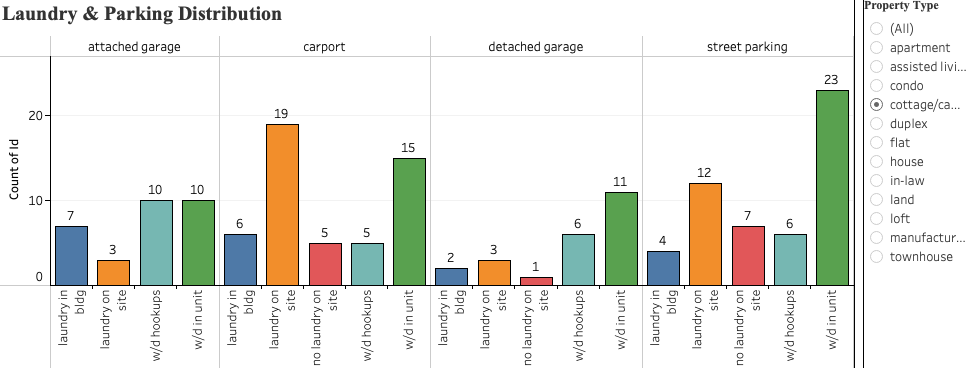 Laundry & Parking Distribution
attached garage
carport
detached garage
street parking
Count of Id
20
10
0
7
3
10
10
6
19
5
5
15
2
3
1
6
11
4
12
7
6
23
laundry in
bldg
laundry on
site
w/d hookups
w/d in unit
laundry in
bldg
laundry on
site
no laundry on
site
w/d hookups
w/d in unit
laundry in
bldg
laundry on
site
no laundry on
site
w/d hookups
w/d in unit
laundry in
bldg
laundry on
site
no laundry on
site
w/d hookups
w/d in unit
Property Type
(All)
apartment
assisted livi...
condo
cottage/ca...
duplex
flat
house
in-law
land
loft
manufactur...
townhouse